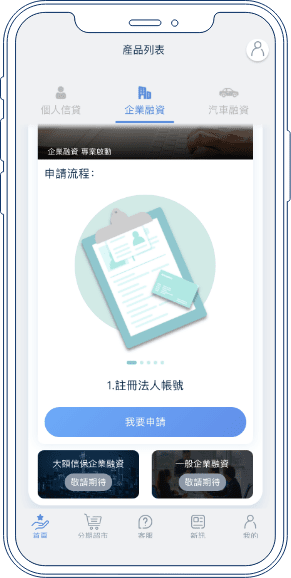 產品列表
個人信貸
企業融資
汽車融資
企業融資 專案啟動
申請流程：
1.註冊法人帳號
我要申請
大額信保企業融資
敬請期待
一般企業融資
敬請期待
首頁
分期超市
客服
新訊
我的